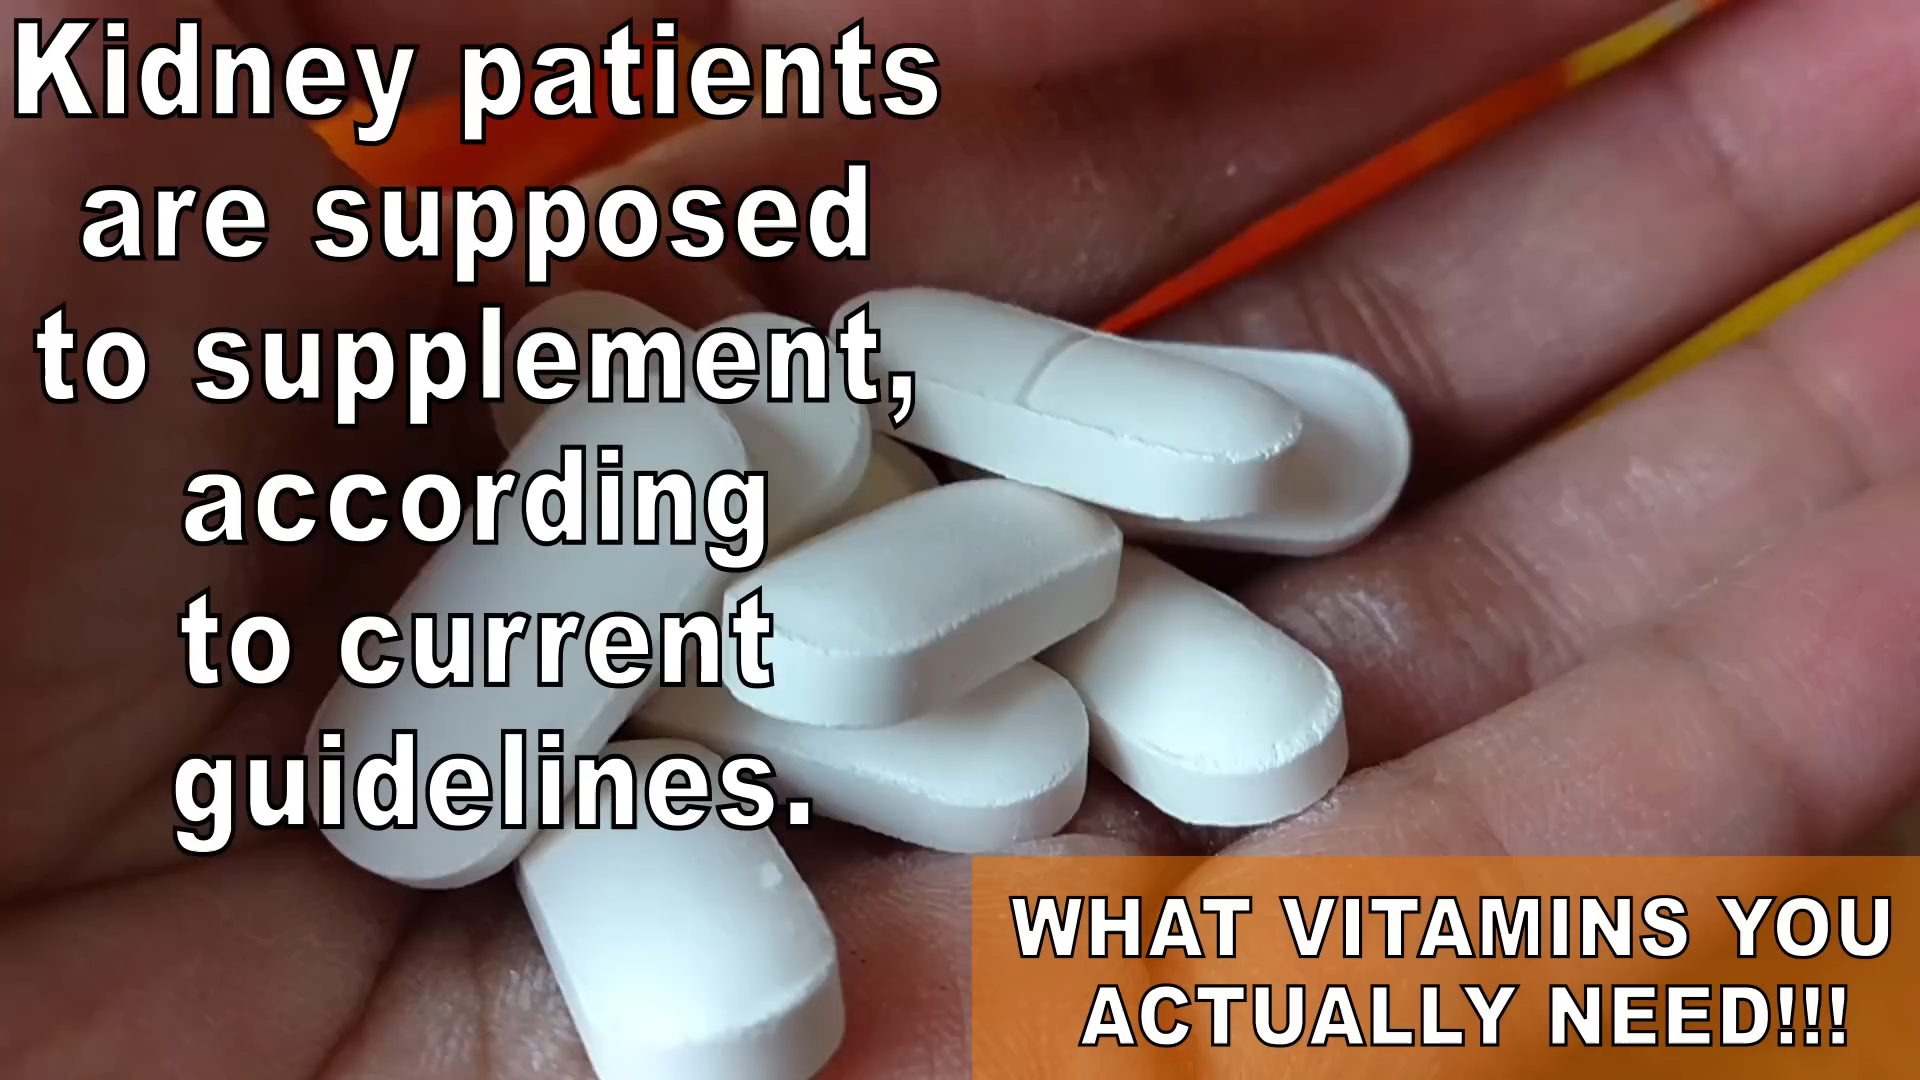 Kidney patients
are supposed
to supplement,
according
to current
guidelines.
WHAT VITAMINS YOU
ACTUALLY NEED!!!